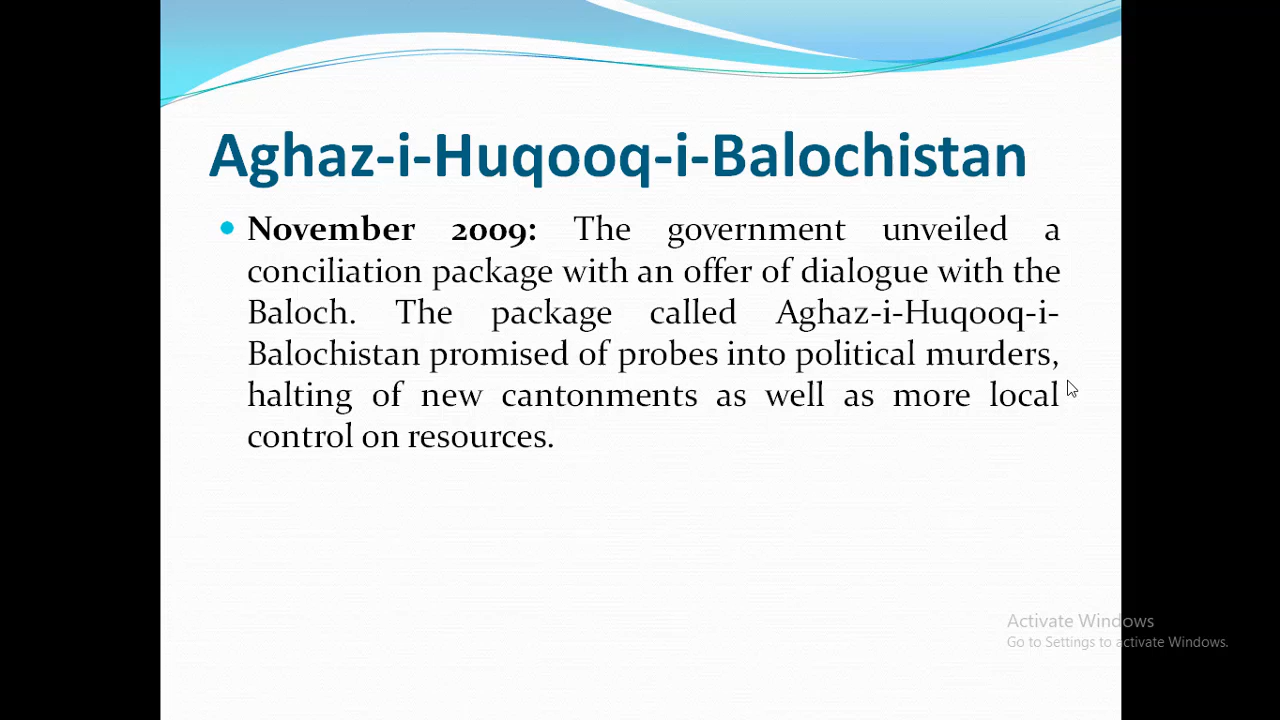 Aghaz-i-Huqooq-i-Balochistan
November 2009: The government unveiled a
conciliation package with an offer of dialogue with the
Baloch. The package called Aghaz-i-Huqooq-i-
Balochistan promised of probes into political murders,
halting of new cantonments as well as more local
control on resources.
Activate Windows
Go to Settings to activate Windows.